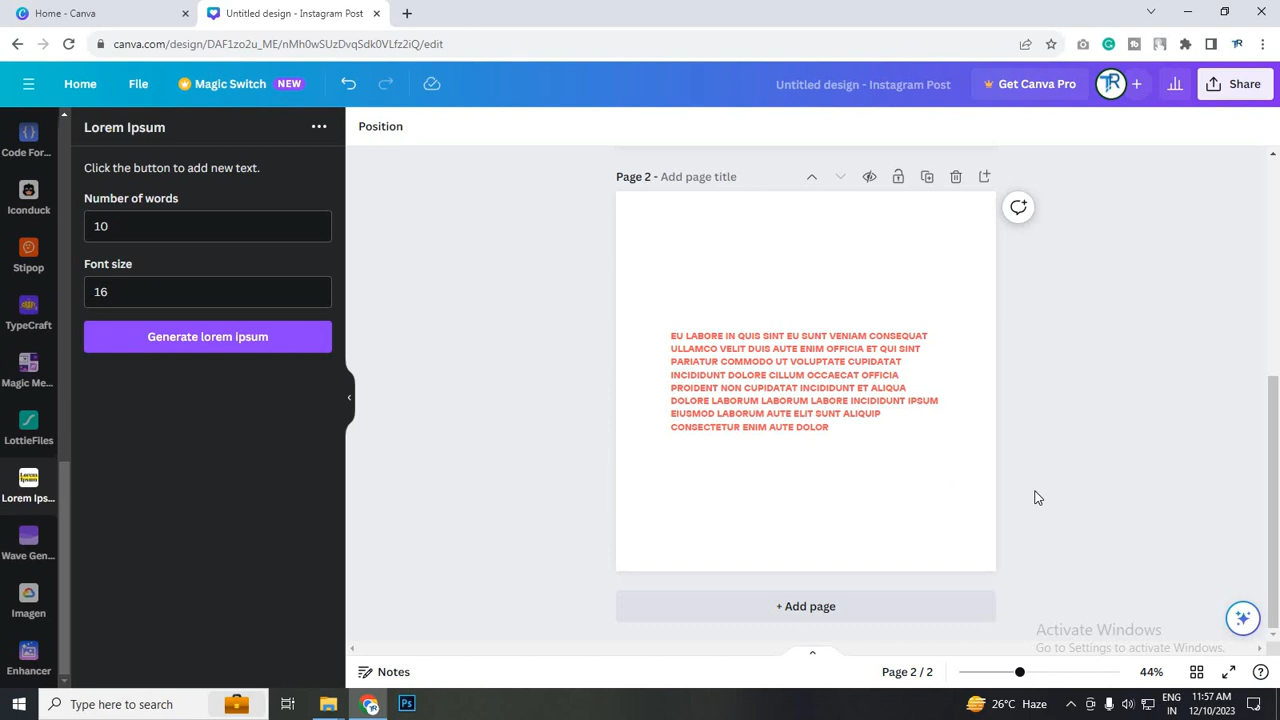 Home - Canva
Untitled design - Instagram Post
canva.com/design/DAF1zo2u_ME/nMh0wSUzDvqSdk0VLfz2iQ/edit
Home
File
Magic Switch
NEW
Untitled design - Instagram Post
Get Canva Pro
Share
Lorem Ipsum
Position
Click the button to add new text.
Number of words
10
Font size
16
Generate lorem ipsum
Code For...
Iconduck
Stipop
TypeCraft
Magic Me...
LottieFiles
Lorem Ips...
Wave Gen...
Imagen
Enhancer
Page 2 - Add page title
EU LABORE IN QUIS SINT EU SUNT VENIAM CONSEQUAT
ULLAMCO VELIT DUIS AUTE ENIM OFFICIA ET QUI SINT
PARIATUR COMMODO UT VOLUPTATE CUPIDATAT
INCIDIDUNT DOLORE CILLUM OCCAECAT OFFICIA
PROIDENT NON CUPIDATAT INCIDIDUNT ET ALIQUA
DOLORE LABORUM LABORUM LABORE INCIDIDUNT IPSUM
EIUSMOD LABORUM AUTE ELIT SUNT ALIQUIP
CONSECTETUR ENIM AUTE DOLOR
+ Add page
Activate Windows
Go to Settings to activate Windows.
Notes
Page 2 / 2
44%
Type here to search
Ps
26°C Haze
ENG
IN
11:57 AM
12/10/2023